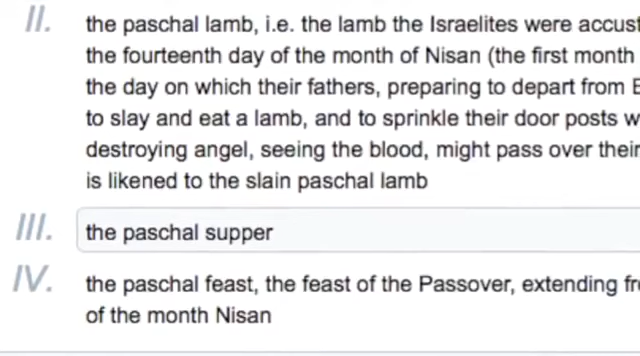 II. the paschal lamb, i.e. the lamb the Israelites were
the fourteenth day of the month of Nisan (the first month
the day on which their fathers, preparing to depart from
to slay and eat a lamb, and to sprinkle their door posts
destroying angel, seeing the blood, might pass over their
is likened to the slain paschal lamb
III. the paschal supper
IV. the paschal feast, the feast of the Passover, extending
of the month Nisan